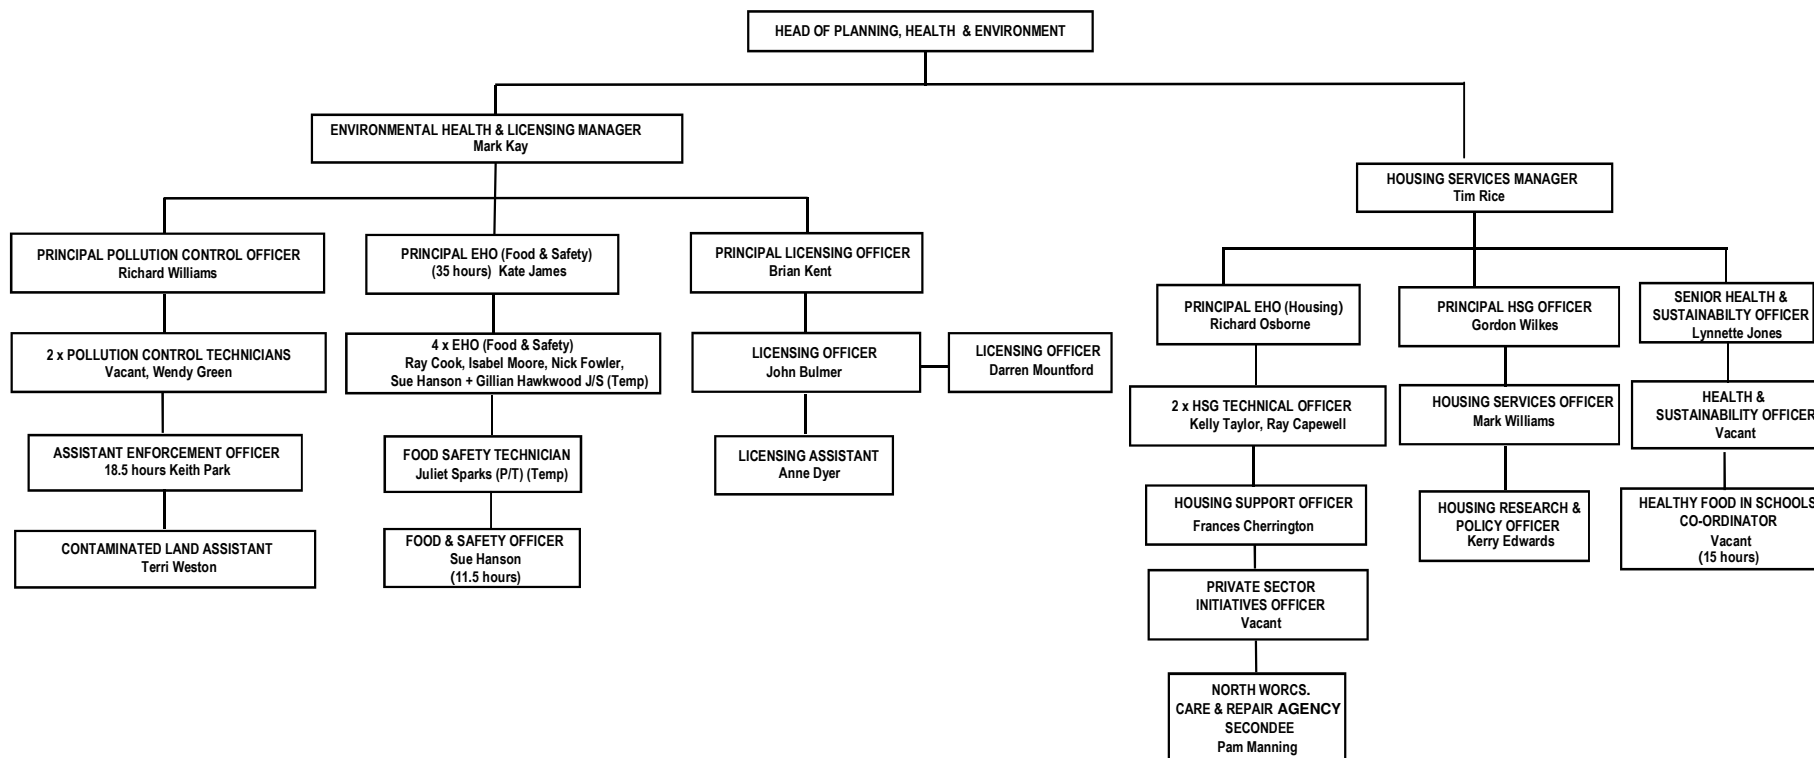 HEAD OF PLANNING, HEALTH & ENVIRONMENT
ENVIRONMENTAL HEALTH & LICENSING MANAGER
Mark Kay
HOUSING SERVICES MANAGER
Tim Rice
PRINCIPAL POLLUTION CONTROL OFFICER
Richard Williams
PRINCIPAL EHO (Food & Safety)
(35 hours) Kate James
PRINCIPAL LICENSING OFFICER
Brian Kent
PRINCIPAL EHO (Housing)
Richard Osborne
PRINCIPAL HSG OFFICER
Gordon Wilkes
SENIOR HEALTH &
SUSTAINABILTY OFFICER
Lynnette Jones
2 x POLLUTION CONTROL TECHNICIANS
Vacant, Wendy Green
4 x EHO (Food & Safety)
Ray Cook, Isabel Moore, Nick Fowler,
Sue Hanson + Gillian Hawkwood J/S (Temp)
LICENSING OFFICER
John Bulmer
LICENSING OFFICER
Darren Mountford
2 x HSG TECHNICAL OFFICER
Kelly Taylor, Ray Capewell
HOUSING SERVICES OFFICER
Mark Williams
HEALTH &
SUSTAINABILITY OFFICER
Vacant
ASSISTANT ENFORCEMENT OFFICER
18.5 hours Keith Park
FOOD SAFETY TECHNICIAN
Juliet Sparks (P/T) (Temp)
LICENSING ASSISTANT
Anne Dyer
HOUSING SUPPORT OFFICER
Frances Cherrington
HOUSING RESEARCH &
POLICY OFFICER
Kerry Edwards
HEALTHY FOOD IN SCHOOLS
CO-ORDINATOR
Vacant
(15 hours)
CONTAMINATED LAND ASSISTANT
Terri Weston
FOOD & SAFETY OFFICER
Sue Hanson
(11.5 hours)
PRIVATE SECTOR
INITIATIVES OFFICER
Vacant
NORTH WORCS.
CARE & REPAIR AGENCY
SECONDEE
Pam Manning